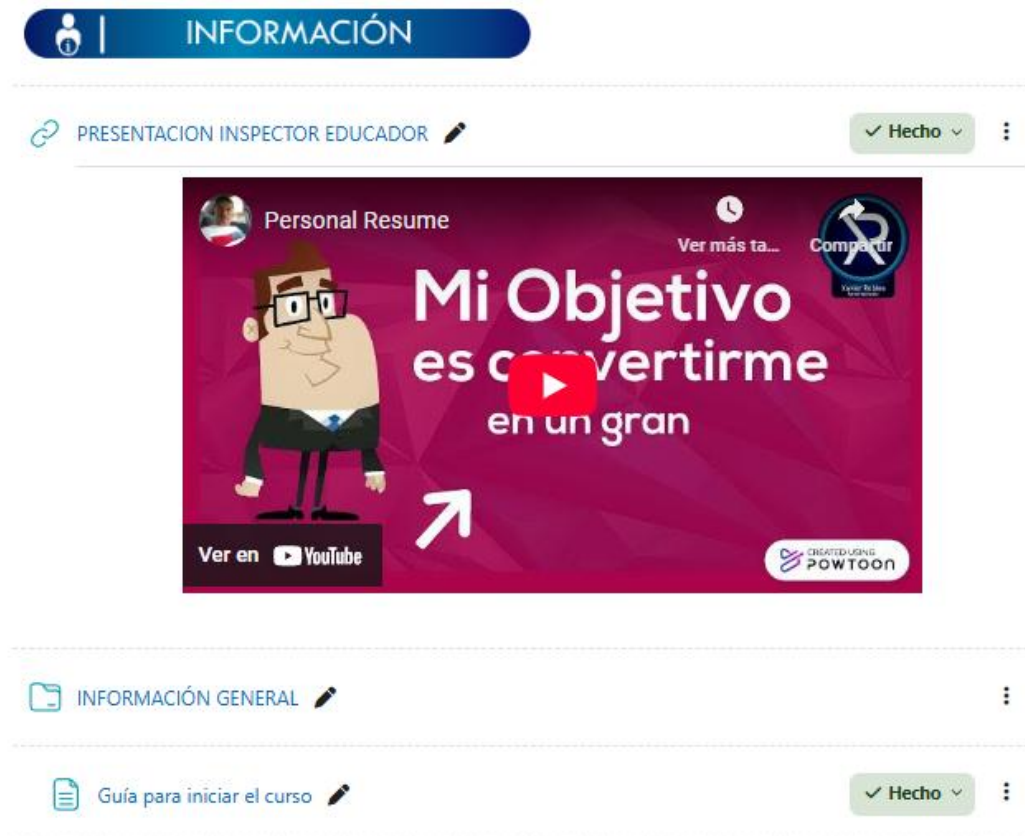 INFORMACIÓN
PRESENTACION INSPECTOR EDUCADOR
✓ Hecho
Personal Resume
Ver más ta...
Compartir
Mi Objetivo
es convertirme
en un gran
Ver en YouTube
CREATED USING
POWTOON
INFORMACIÓN GENERAL
Guía para iniciar el curso
✓ Hecho